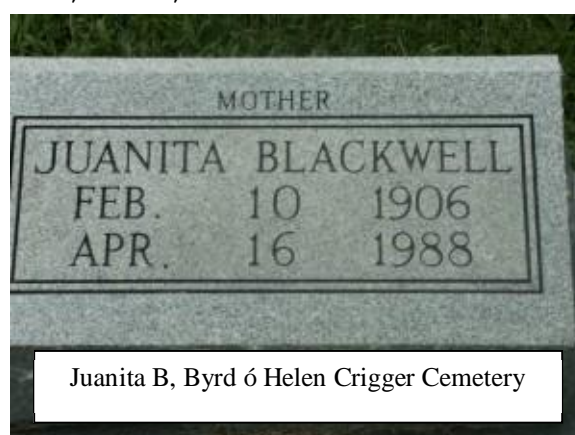 MOTHER
JUANITA BLACKWELL
FEB. 10 1906
APR. 16 1988
Juanita B, Byrd ó Helen Crigger Cemetery